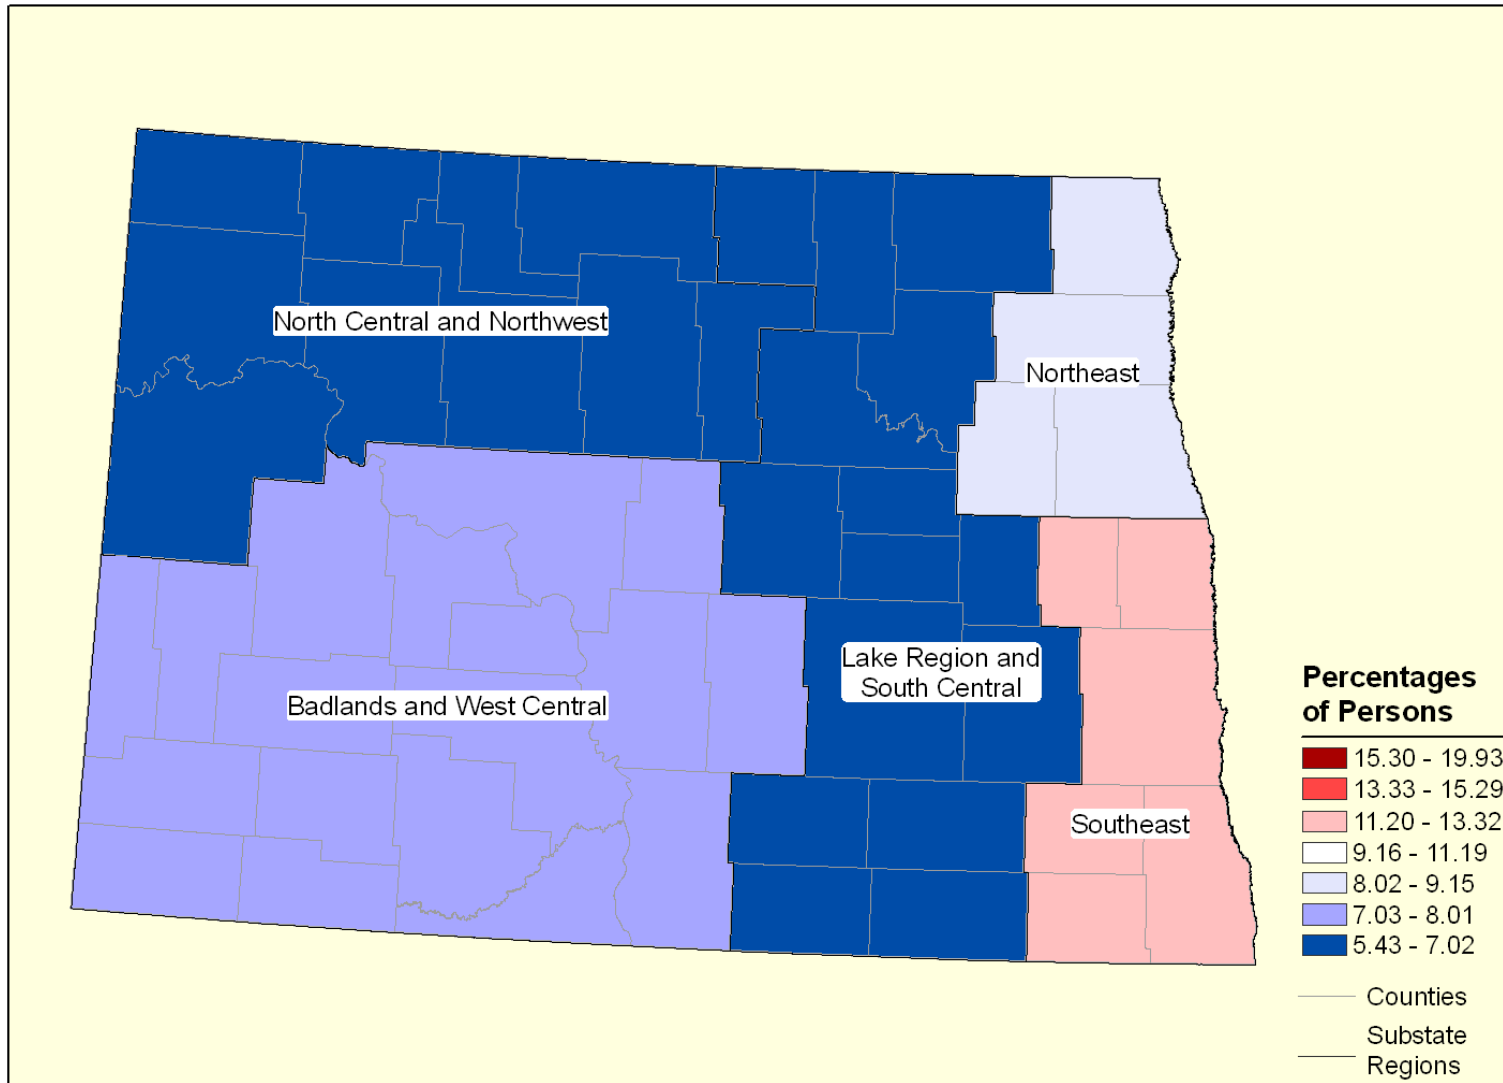 North Central and Northwest
Northeast
Lake Region and
South Central
Badlands and West Central
Southeast
Percentages
of Persons
15.30 - 19.93
13.33 - 15.29
11.20 - 13.32
9.16 - 11.19
8.02 - 9.15
7.03 - 8.01
5.43 - 7.02
Counties
Substate
Regions